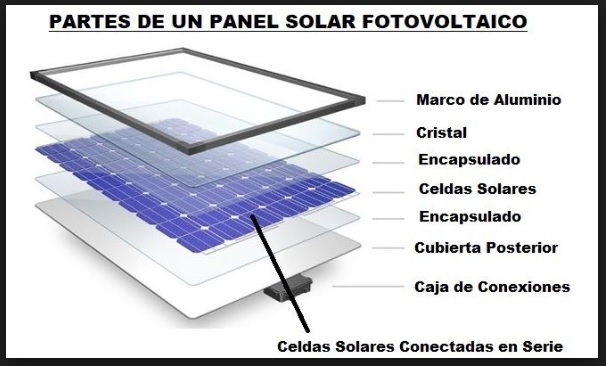 PARTES DE UN PANEL SOLAR FOTOVOLTAICO
Marco de Aluminio
Cristal
Encapsulado
Celdas Solares
Encapsulado
Cubierta Posterior
Caja de Conexiones
Celdas Solares Conectadas en Serie